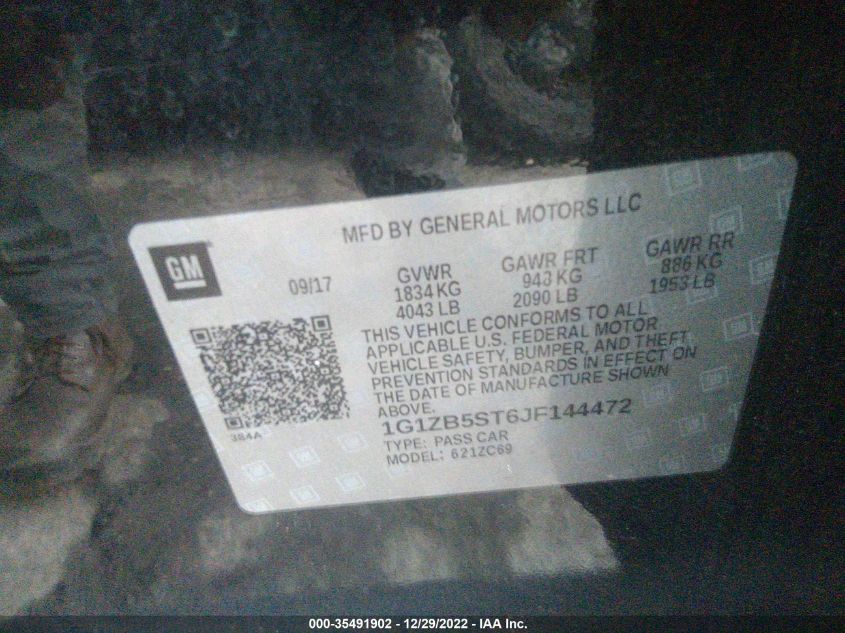 MFD BY GENERAL MOTORS LLC
GM
09/17
GVWR
1834 KG
4043 LB
GAWR FRT
943 KG
2090 LB
GAWR RR
886 KG
1953 LB
THIS VEHICLE CONFORMS TO ALL
APPLICABLE U.S. FEDERAL MOTOR
VEHICLE SAFETY, BUMPER, AND THEFT
PREVENTION STANDARDS IN EFFECT ON
THE DATE OF MANUFACTURE SHOWN
ABOVE.
1G1ZB5ST6JF144472
TYPE: PASS CAR
MODEL: 621ZC69
384A
000-35491902 - 12/29/2022 - IAA Inc.